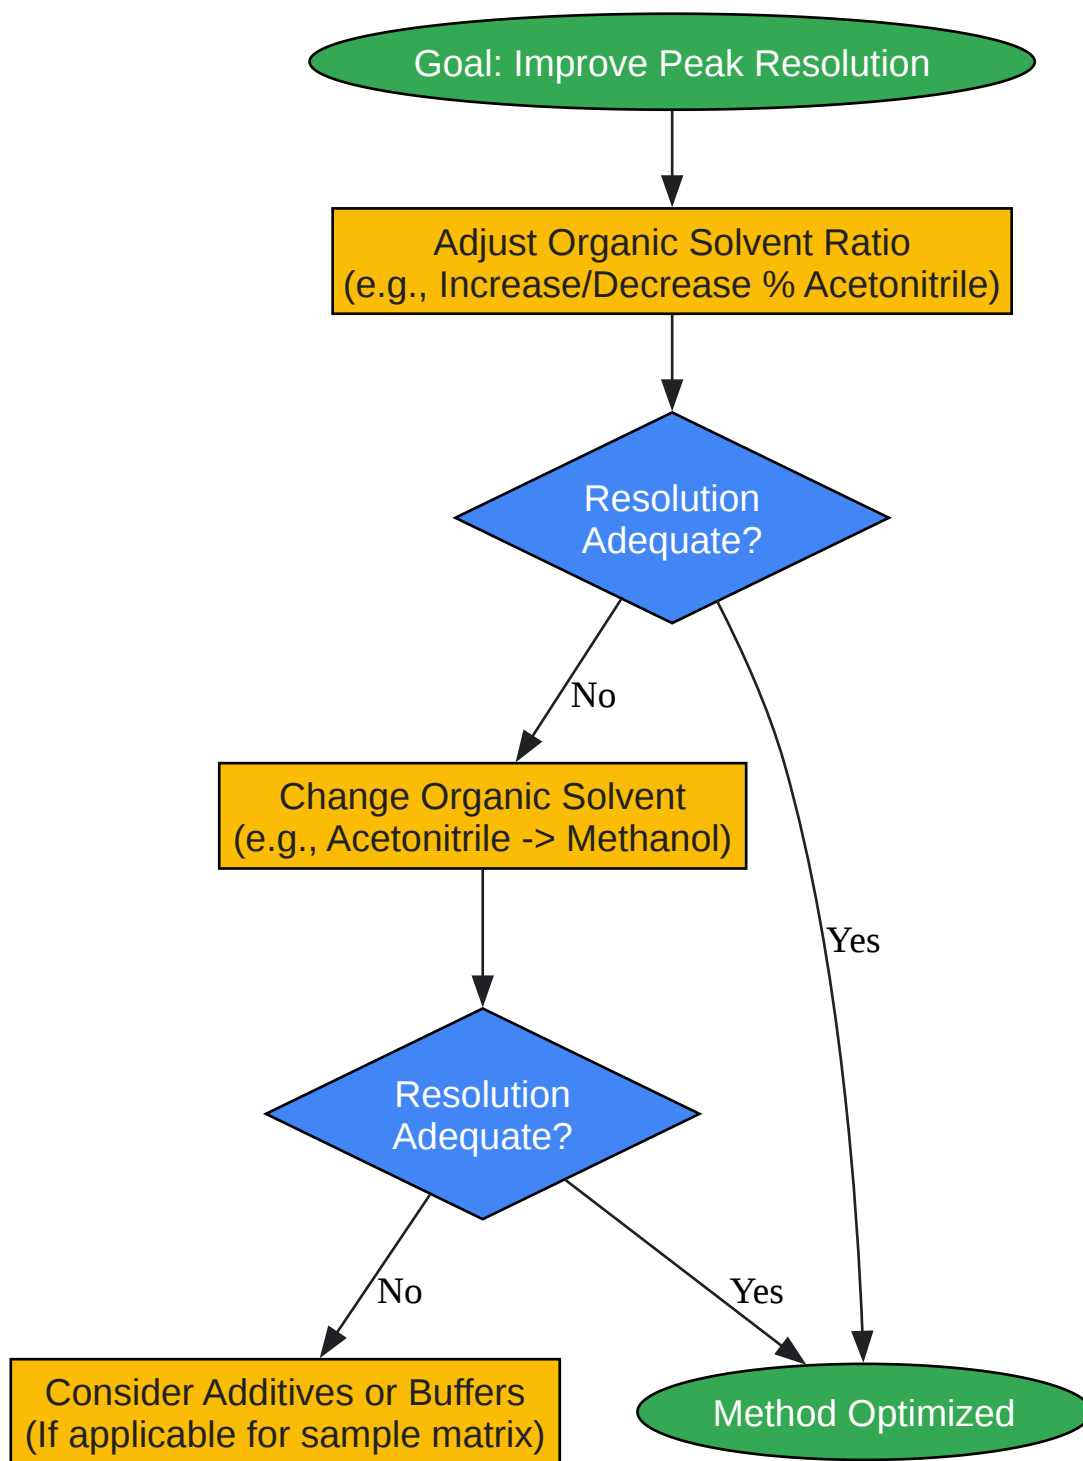 Goal: Improve Peak Resolution
Adjust Organic Solvent Ratio
(e.g., Increase/Decrease % Acetonitrile)
Resolution
Adequate?
No
Yes
Change Organic Solvent
(e.g., Acetonitrile -> Methanol)
Resolution
Adequate?
No
Yes
Consider Additives or Buffers
(If applicable for sample matrix)
Method Optimized